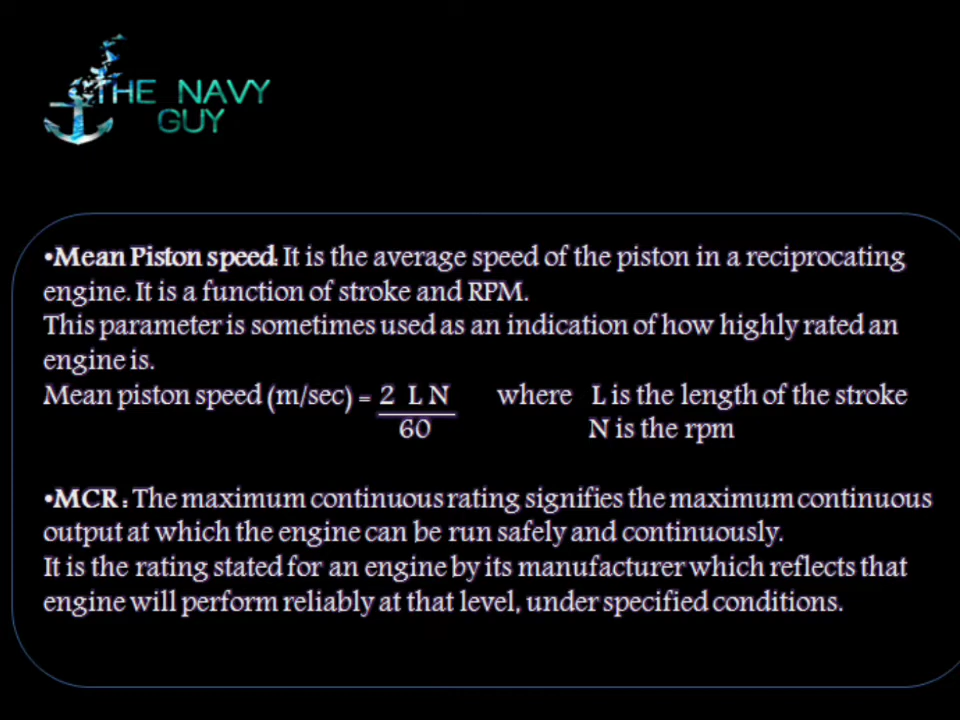 THE NAVY
GUY
•Mean Piston speed: It is the average speed of the piston in a reciprocating
engine. It is a function of stroke and RPM.
This parameter is sometimes used as an indication of how highly rated an
engine is.
Mean piston speed (m/sec) = 2 L N where L is the length of the stroke
60 N is the rpm
•MCR : The maximum continuous rating signifies the maximum continuous
output at which the engine can be run safely and continuously.
It is the rating stated for an engine by its manufacturer which reflects that
engine will perform reliably at that level, under specified conditions.